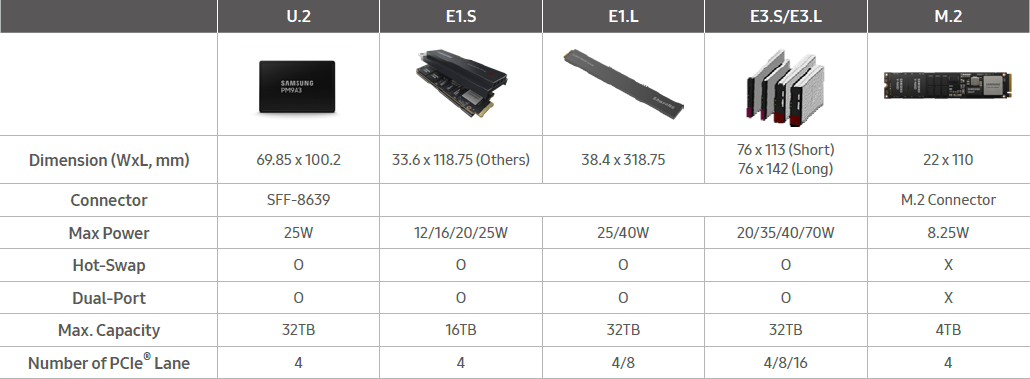 U.2 E1.S E1.L E3.S/E3.L M.2
SAMSUNG
PM9A3
Dimension (WxL, mm) 69.85 x 100.2 33.6 x 118.75 (Others) 38.4 x 318.75 76 x 113 (Short) 22 x 110
76 x 142 (Long)
Connector SFF-8639 M.2 Connector
Max Power 25W 12/16/20/25W 25/40W 20/35/40/70W 8.25W
Hot-Swap O O O O X
Dual-Port O O O O X
Max. Capacity 32TB 16TB 32TB 32TB 4TB
Number of PCIe® Lane 4 4 4/8 4/8/16 4